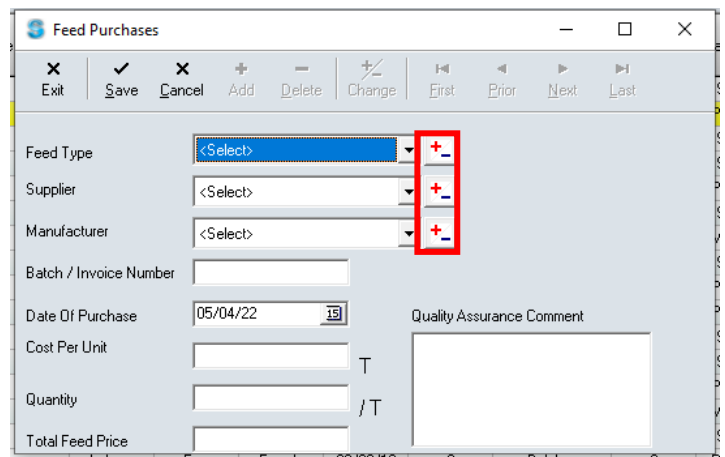 Feed Purchases
Exit Save Cancel Add Delete Change First Prior Next Last
Feed Type <Select>
Supplier <Select>
Manufacturer <Select>
Batch / Invoice Number
Date Of Purchase 05/04/22 15 Quality Assurance Comment
Cost Per Unit
T
Quantity
/ T
Total Feed Price